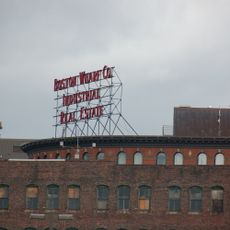 Boston Wharf Co.
Industrial
Real Estate